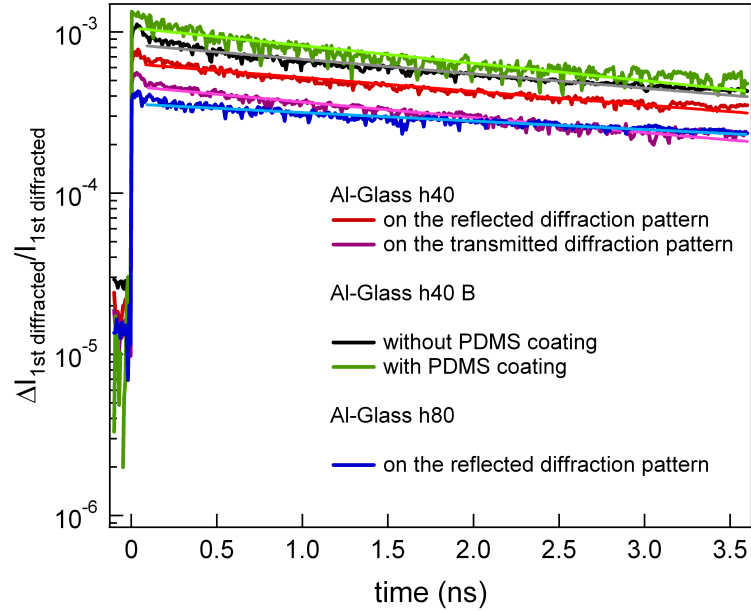 ΔI1st diffracted/I1st diffracted
10-3
10-4
10-5
10-6
Al-Glass h40
on the reflected diffraction pattern
on the transmitted diffraction pattern
Al-Glass h40 B
without PDMS coating
with PDMS coating
Al-Glass h80
on the reflected diffraction pattern
0 0.5 1.0 1.5 2.0 2.5 3.0 3.5
time (ns)